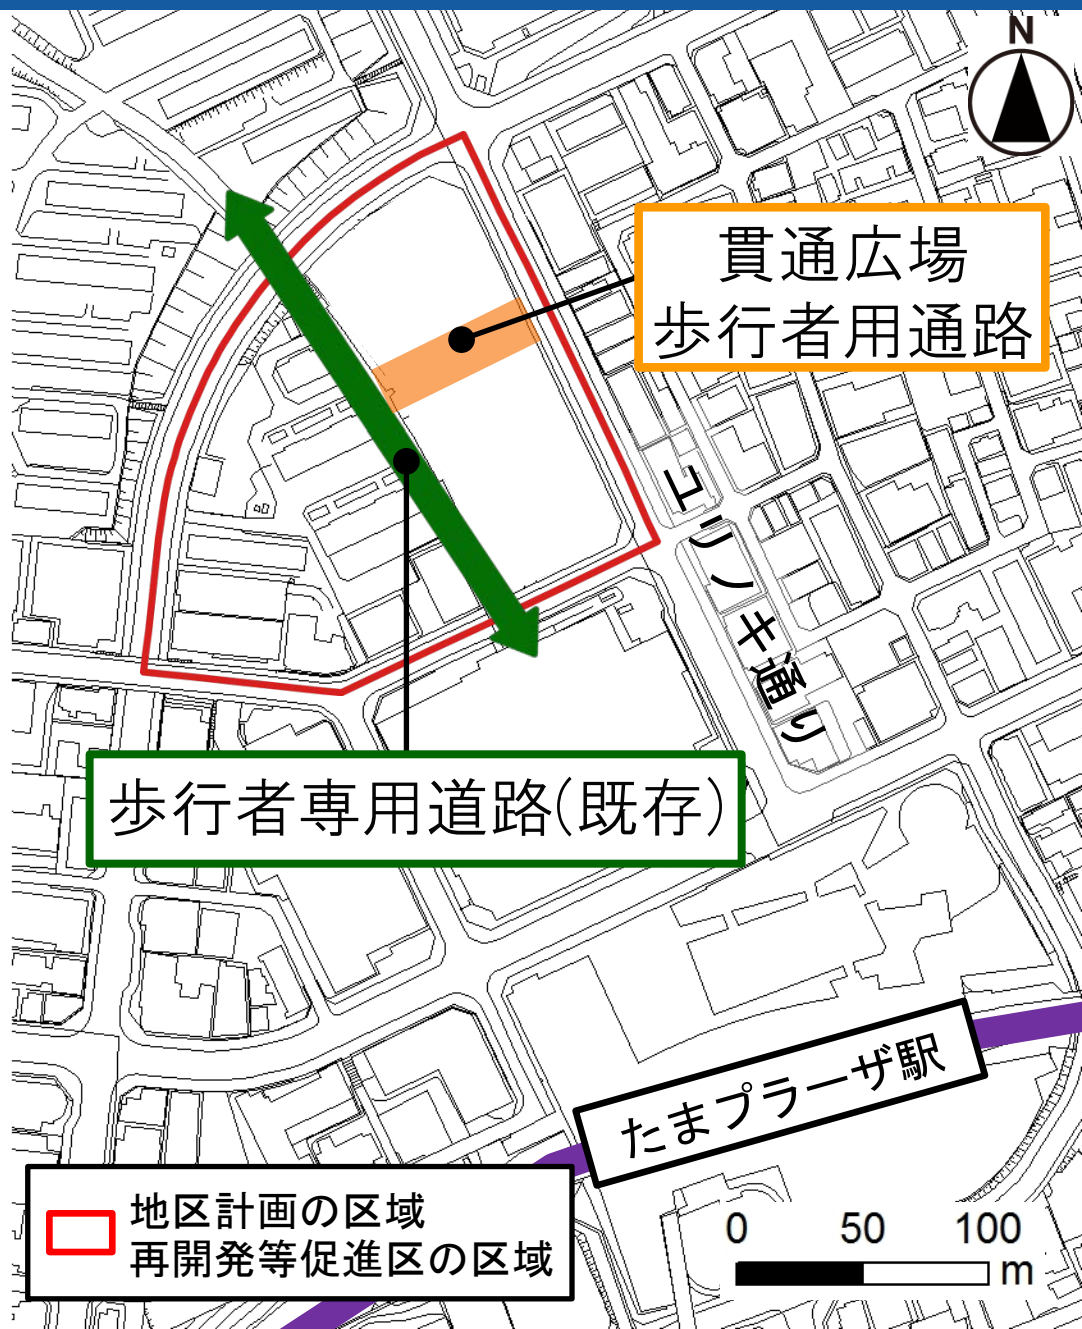 N
貫通広場
歩行者用通路
ユリノキ通り
歩行者専用道路(既存)
たまプラーザ駅
地区計画の区域
再開発等促進区の区域
0 50 100
m